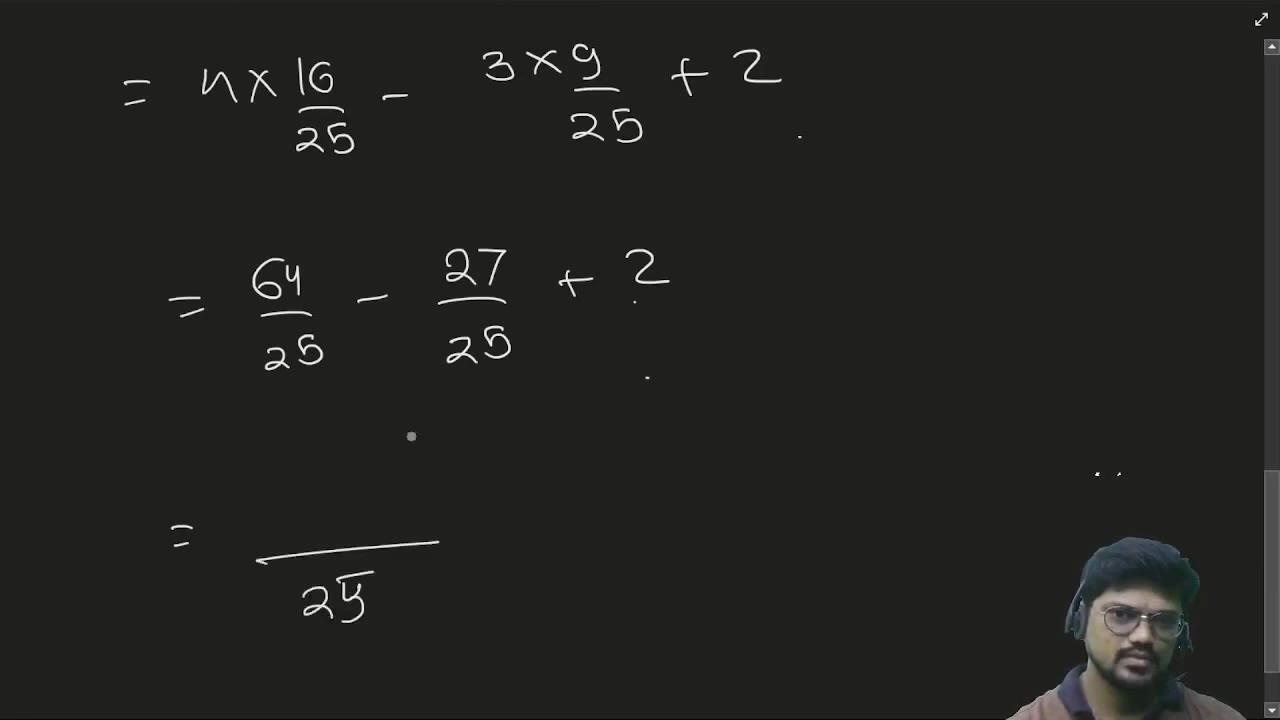 = 4 × 16/25 - 3 × 9/25 + 2
= 64/25 - 27/25 + 2
= /25